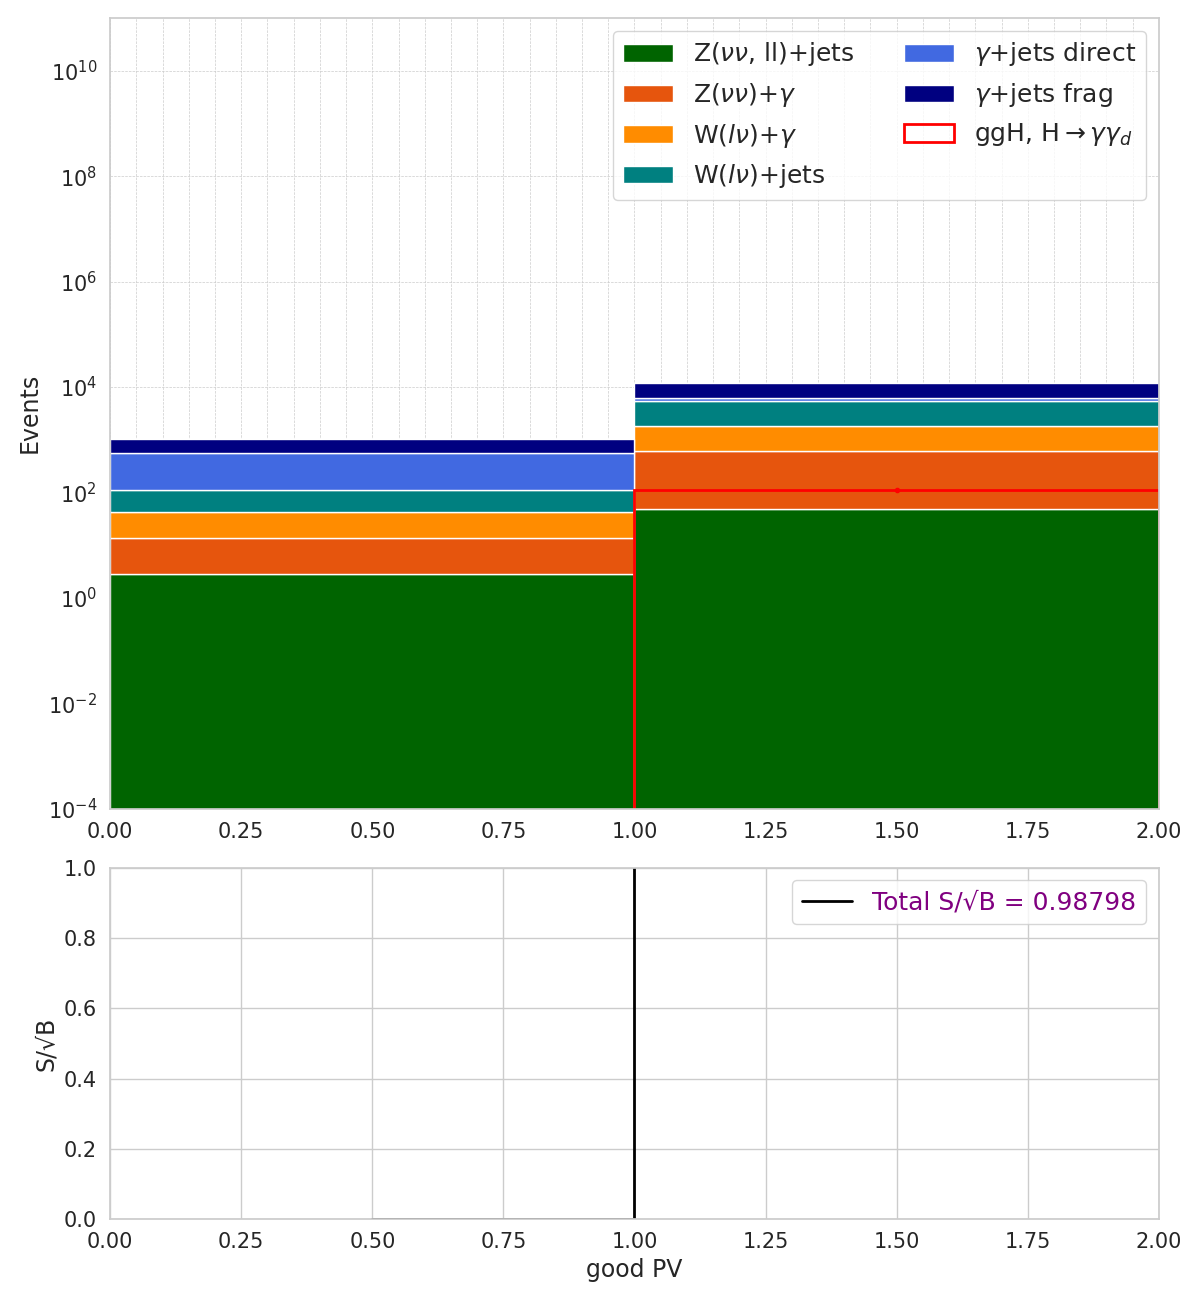 Z(νν, ll)+jets
Z(νν)+γ
W(lν)+γ
W(lν)+jets
γ+jets direct
γ+jets frag
ggH, H→γγ_d
Events
10^10
10^8
10^6
10^4
10^2
10^0
10^−2
10^−4
0.00 0.25 0.50 0.75 1.00 1.25 1.50 1.75 2.00
Total S/√B = 0.98798
S/√B
1.0
0.8
0.6
0.4
0.2
0.0
0.00 0.25 0.50 0.75 1.00 1.25 1.50 1.75 2.00
good PV